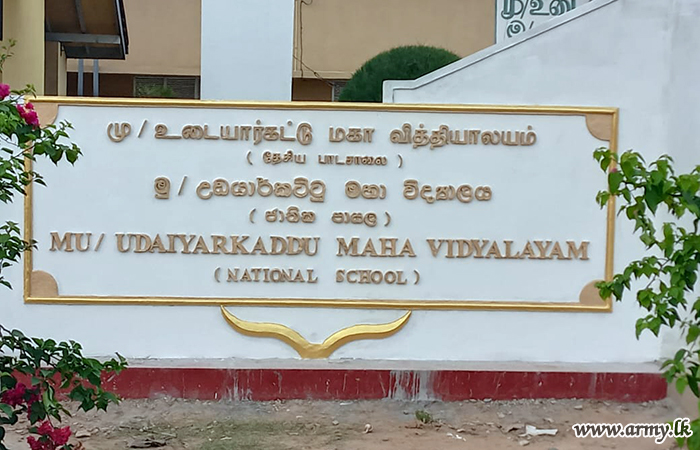 மு / உடையார்கட்டு மகா வித்தியாலயம்
( தேசிய பாடசாலை )
මු / උඩයාර්කට්ටු මහා විද්‍යාලය
( ජාතික පාසල )
MU / UDAIYARKADDU MAHA VIDYALAYAM
( NATIONAL SCHOOL )
www.army.lk